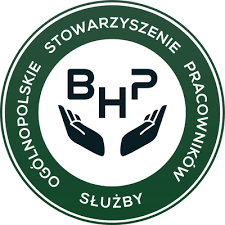 OGÓLNOPOLSKIE STOWARZYSZENIE PRACOWNIKÓW
SŁUŻBY
BHP